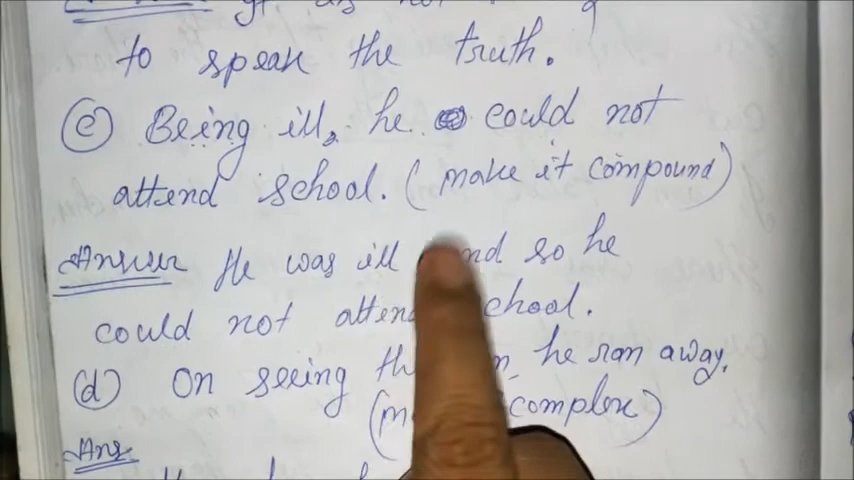 to speak the truth.
(c) Being ill, he could not
attend school. (make it compound)
Answer He was ill and so he
could not attend school.
(d) On seeing he ran away.
complex)
Ans